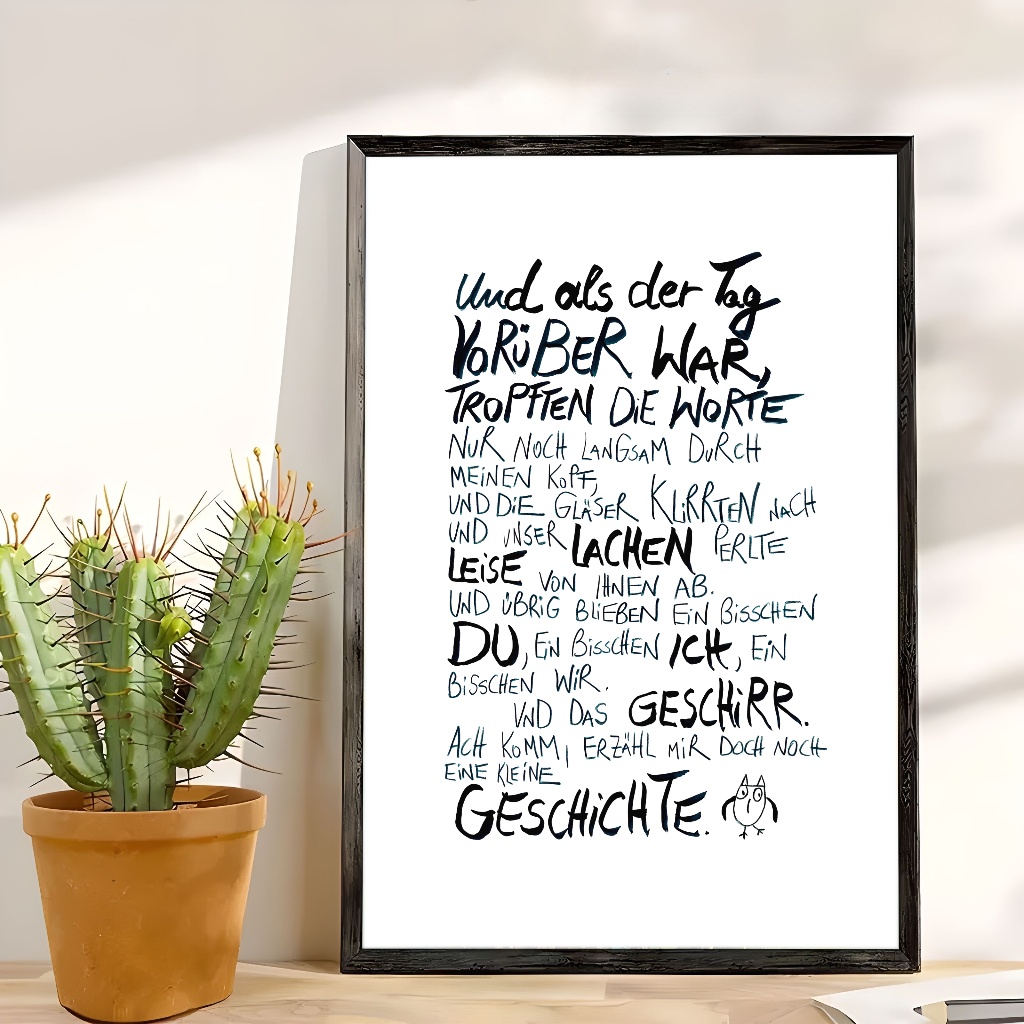 Und als der Tag
VORÜBER WAR,
TROPFTEN DIE WORTE
NUR NOCH LANGSAM DURCH
MEINEN KOPF,
UND DIE GLÄSER KLIRRTEN NACH
UND UNSER LACHEN PERLTE
LEISE VON IHNEN AB.
UND ÜBRIG BLIEBEN EIN BISSCHEN
DU, EIN BISSCHEN ICH, EIN
BISSCHEN WIR.
UND DAS GESCHIRR.
ACH KOMM, ERZÄHL MIR DOCH NOCH
EINE KLEINE
GESCHICHTE.